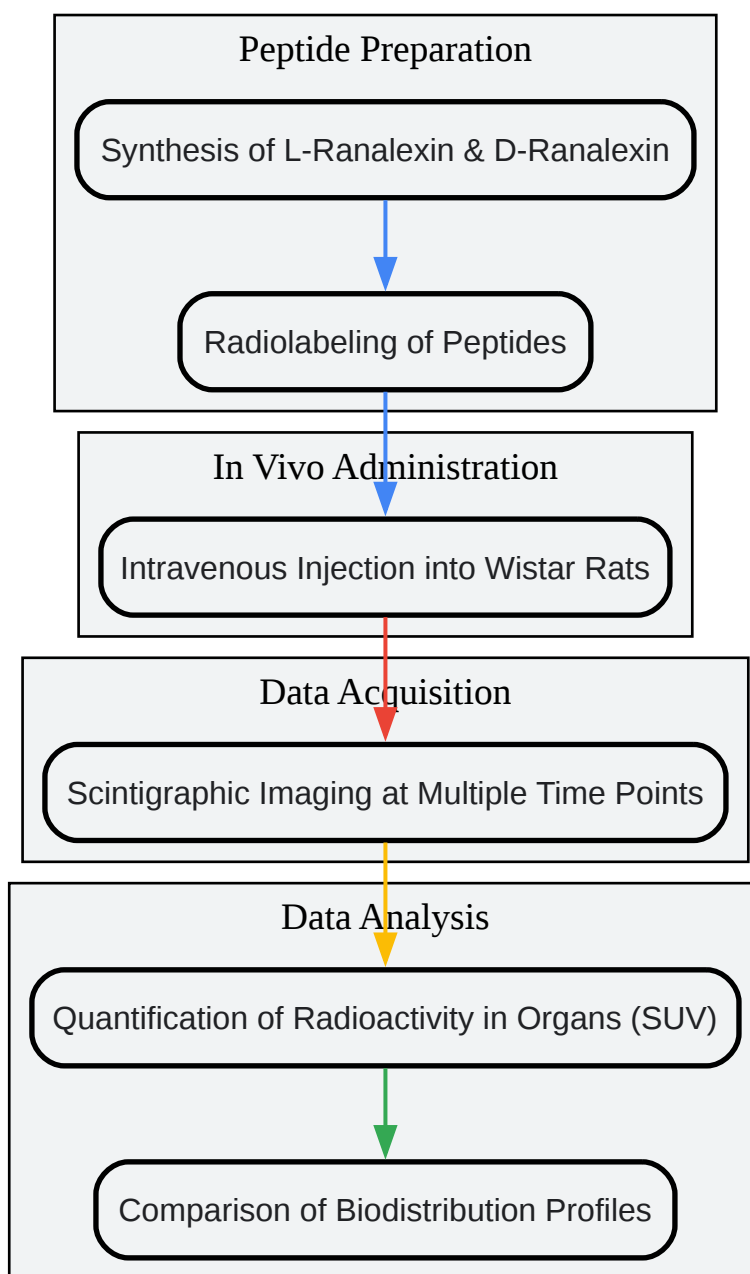 Peptide Preparation
Synthesis of L-Ranalexin & D-Ranalexin
Radiolabeling of Peptides
In Vivo Administration
Intravenous Injection into Wistar Rats
Data Acquisition
Scintigraphic Imaging at Multiple Time Points
Data Analysis
Quantification of Radioactivity in Organs (SUV)
Comparison of Biodistribution Profiles